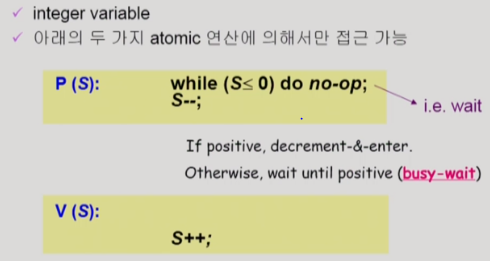 ✓ integer variable
✓ 아래의 두 가지 atomic 연산에 의해서만 접근 가능
P (S): while (S≤ 0) do no-op;
S--;
i.e. wait
If positive, decrement-&-enter.
Otherwise, wait until positive (busy-wait)
V (S):
S++;